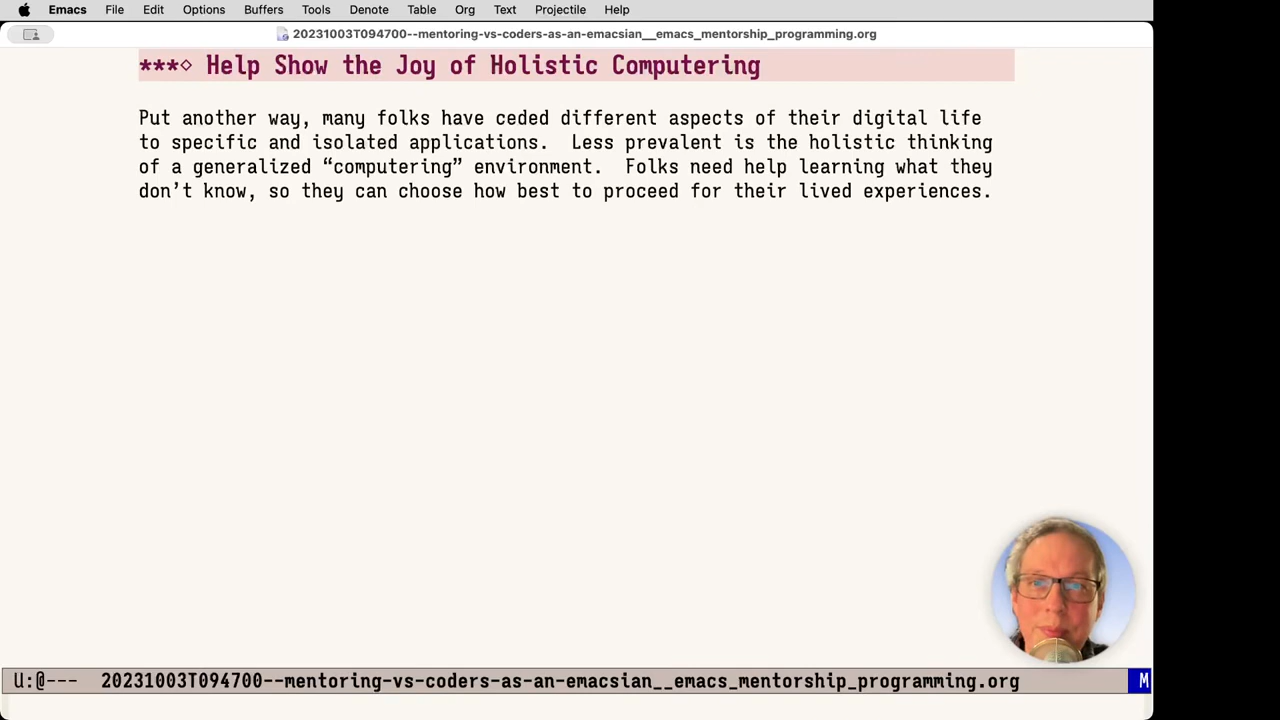 Emacs File Edit Options Buffers Tools Denote Table Org Text Projectile Help
20231003T094700--mentoring-vs-coders-as-an-emacsian__emacs_mentorship_programming.org
***◇ Help Show the Joy of Holistic Computering
Put another way, many folks have ceded different aspects of their digital life
to specific and isolated applications.  Less prevalent is the holistic thinking
of a generalized “computering” environment.  Folks need help learning what they
don’t know, so they can choose how best to proceed for their lived experiences.
U:@---  20231003T094700--mentoring-vs-coders-as-an-emacsian__emacs_mentorship_programming.org M